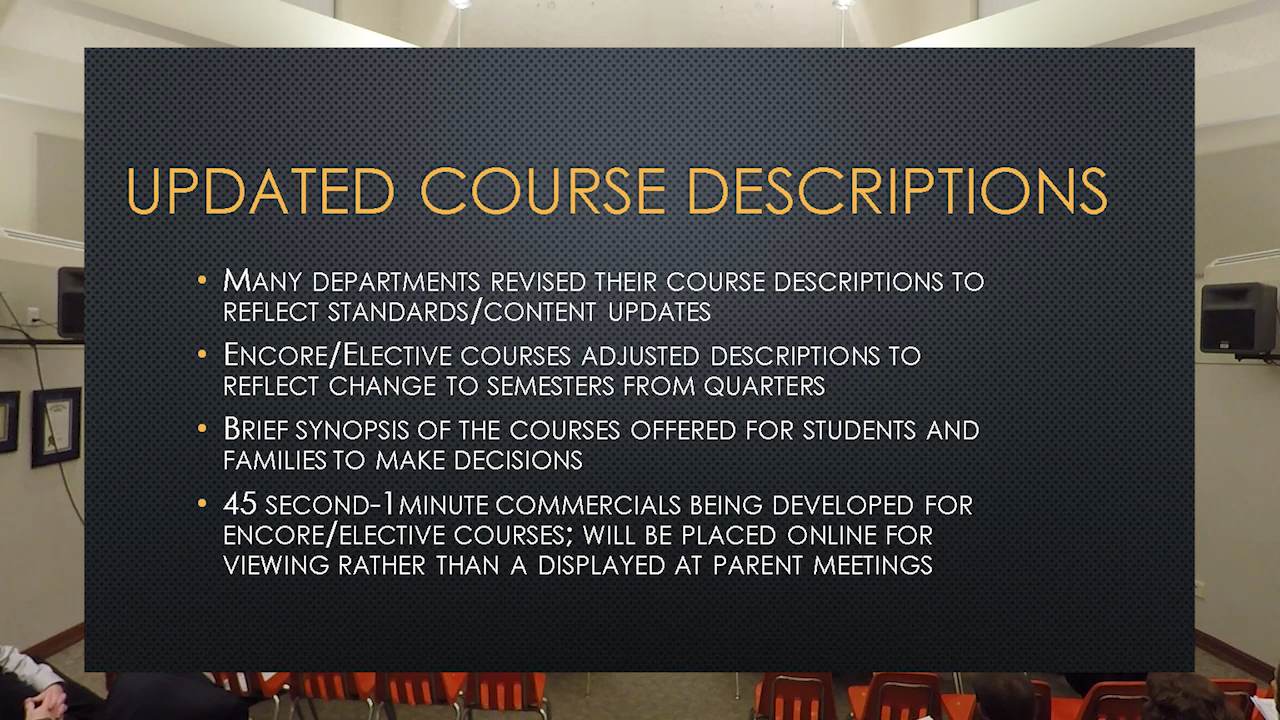 UPDATED COURSE DESCRIPTIONS
• MANY DEPARTMENTS REVISED THEIR COURSE DESCRIPTIONS TO
REFLECT STANDARDS/CONTENT UPDATES
• ENCORE/ELECTIVE COURSES ADJUSTED DESCRIPTIONS TO
REFLECT CHANGE TO SEMESTERS FROM QUARTERS
• BRIEF SYNOPSIS OF THE COURSES OFFERED FOR STUDENTS AND
FAMILIES TO MAKE DECISIONS
• 45 SECOND-1MINUTE COMMERCIALS BEING DEVELOPED FOR
ENCORE/ELECTIVE COURSES; WILL BE PLACED ONLINE FOR
VIEWING RATHER THAN A DISPLAYED AT PARENT MEETINGS